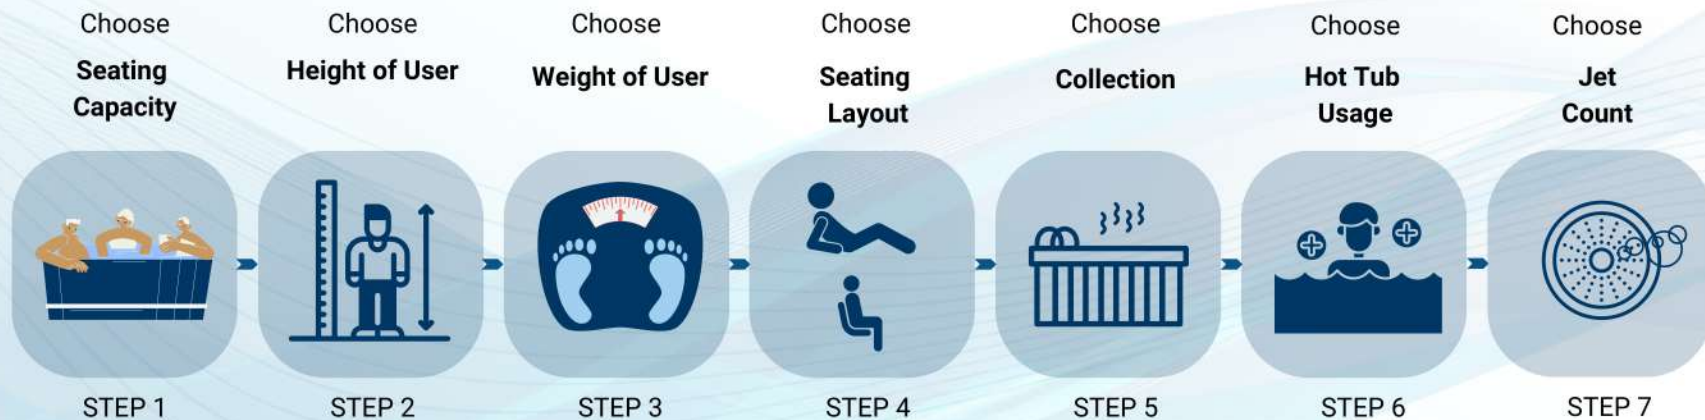 Choose
Seating
Capacity
STEP 1
Choose
Height of User
STEP 2
Choose
Weight of User
STEP 3
Choose
Seating
Layout
STEP 4
Choose
Collection
STEP 5
Choose
Hot Tub
Usage
STEP 6
Choose
Jet
Count
STEP 7